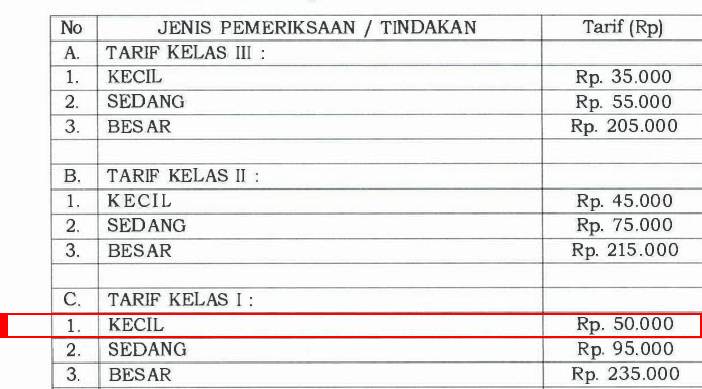 No JENIS PEMERIKSAAN / TINDAKAN Tarif (Rp)
A. TARIF KELAS III :
1. KECIL Rp. 35.000
2. SEDANG Rp. 55.000
3. BESAR Rp. 205.000
B. TARIF KELAS II :
1. KECIL Rp. 45.000
2. SEDANG Rp. 75.000
3. BESAR Rp. 215.000
C. TARIF KELAS I :
1. KECIL Rp. 50.000
2. SEDANG Rp. 95.000
3. BESAR Rp. 235.000